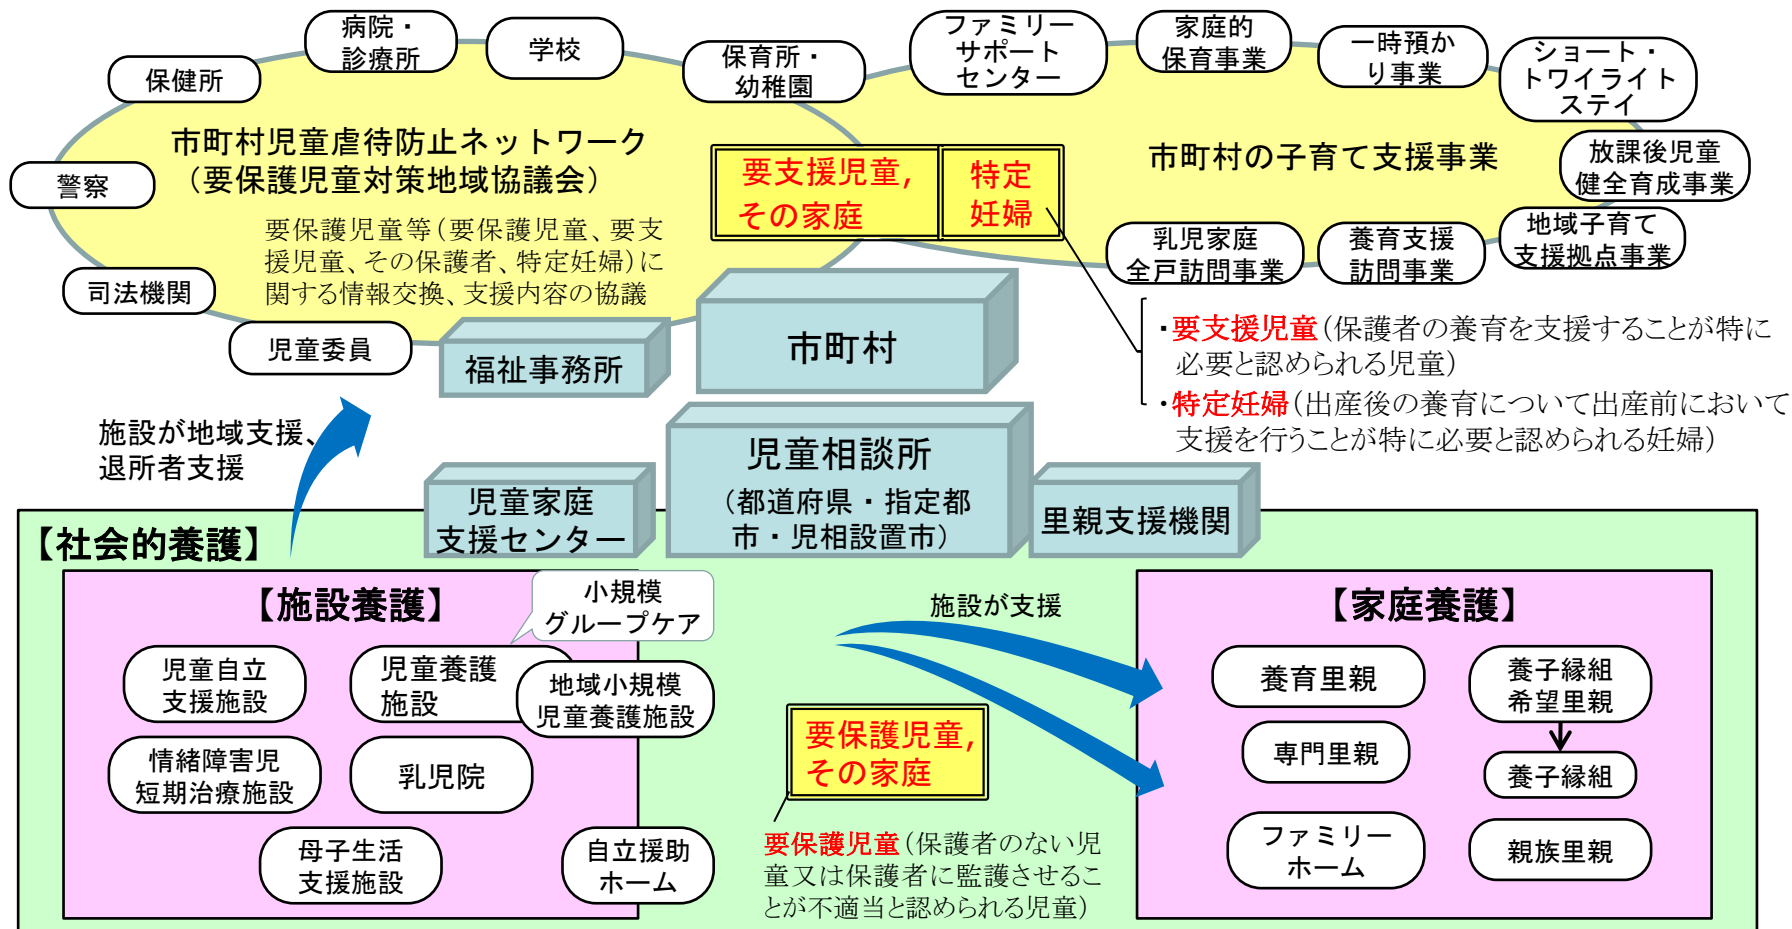 病院・
診療所
学校
保健所
保育所・
幼稚園
ファミリー
サポート
センター
家庭的
保育事業
一時預か
り事業
ショート・
トワイライト
ステイ
市町村児童虐待防止ネットワーク
（要保護児童対策地域協議会）
警察
要保護児童等（要保護児童、要支
援児童、その保護者、特定妊婦）に
関する情報交換、支援内容の協議
司法機関
児童委員
要支援児童,
その家庭
特定
妊婦
市町村の子育て支援事業
放課後児童
健全育成事業
地域子育て
支援拠点事業
乳児家庭
全戸訪問事業
養育支援
訪問事業
福祉事務所
市町村
・要支援児童（保護者の養育を支援することが特に
必要と認められる児童）
・特定妊婦（出産後の養育について出産前において
支援を行うことが特に必要と認められる妊婦）
施設が地域支援、
退所者支援
児童相談所
（都道府県・指定都
市・児相設置市）
児童家庭
支援センター
里親支援機関
【社会的養護】
【施設養護】
小規模
グループケア
児童自立
支援施設
児童養護
施設
地域小規模
児童養護施設
情緒障害児
短期治療施設
乳児院
母子生活
支援施設
自立援助
ホーム
施設が支援
要保護児童,
その家庭
要保護児童（保護者のない児
童又は保護者に監護させるこ
とが不適当と認められる児童）
【家庭養護】
養育里親
養子縁組
希望里親
専門里親
養子縁組
ファミリー
ホーム
親族里親